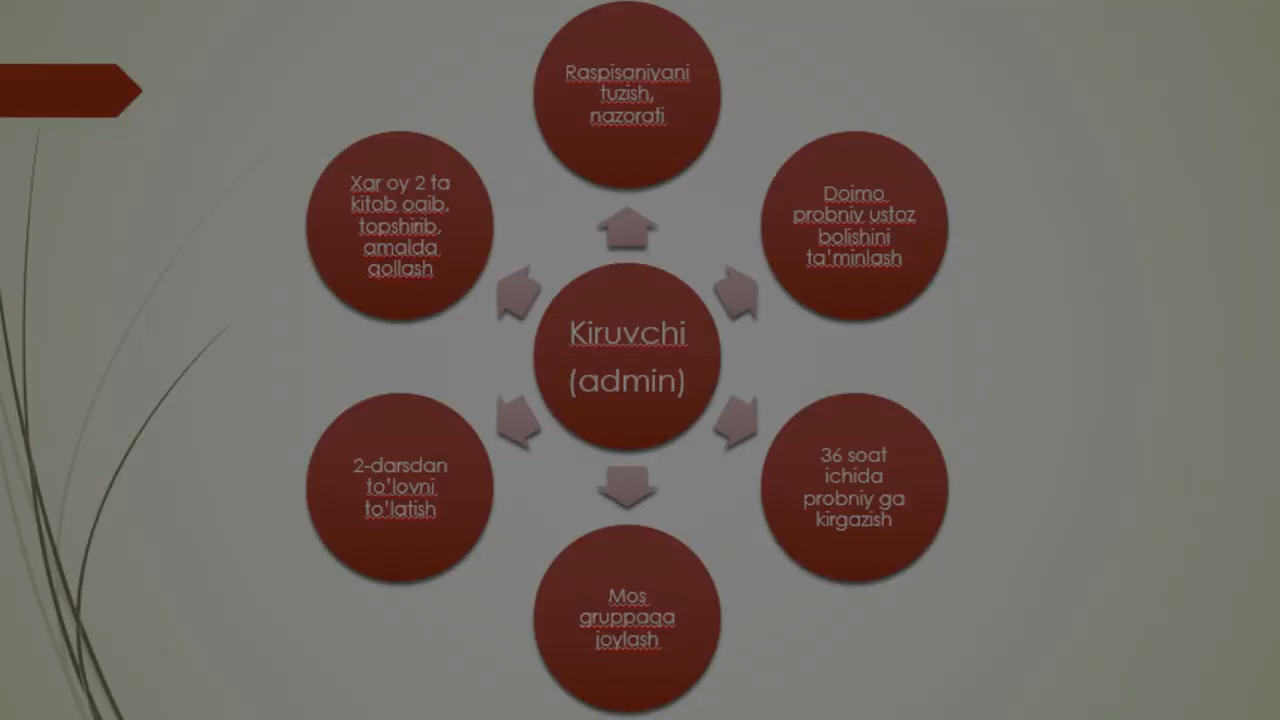 Raspisaniyani
tuzish,
nazorati
Doimo
probniy ustoz
bolishini
ta'minlash
36 soat
ichida
probniy ga
kirgazish
Mos
gruppaga
joylash
2-darsdan
to'lovni
to'latish
Xar oy 2 ta
kitob oqib,
topshirib,
amalda
qollash
Kiruvchi
(admin)